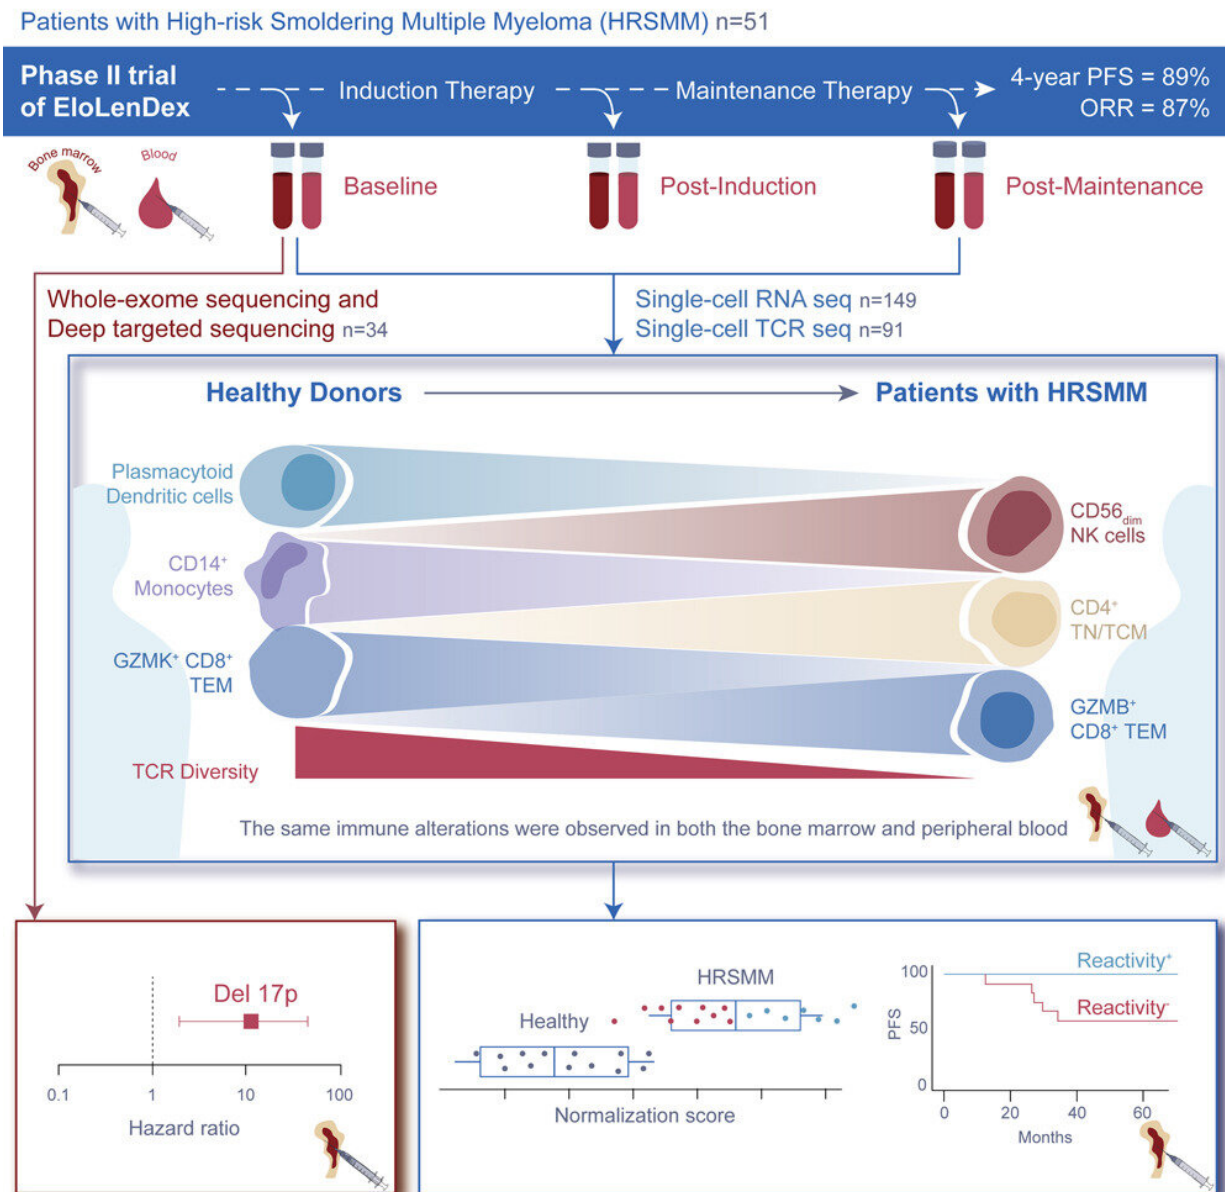 Patients with High-risk Smoldering Multiple Myeloma (HRSMM) n=51
Phase II trial
of EloLenDex
Induction Therapy
Maintenance Therapy
4-year PFS = 89%
ORR = 87%
Bone marrow
Blood
Baseline
Post-Induction
Post-Maintenance
Whole-exome sequencing and
Deep targeted sequencing n=34
Single-cell RNA seq n=149
Single-cell TCR seq n=91
Healthy Donors
Patients with HRSMM
Plasmacytoid
Dendritic cells
CD56dim
NK cells
CD14+
Monocytes
CD4+
TN/TCM
GZMK+ CD8+
TEM
GZMB+
CD8+ TEM
TCR Diversity
The same immune alterations were observed in both the bone marrow and peripheral blood
Del 17p
0.1 1 10 100
Hazard ratio
HRSMM
Healthy
Normalization score
Reactivity+
Reactivity-
PFS
100
50
0
0 20 40 60
Months